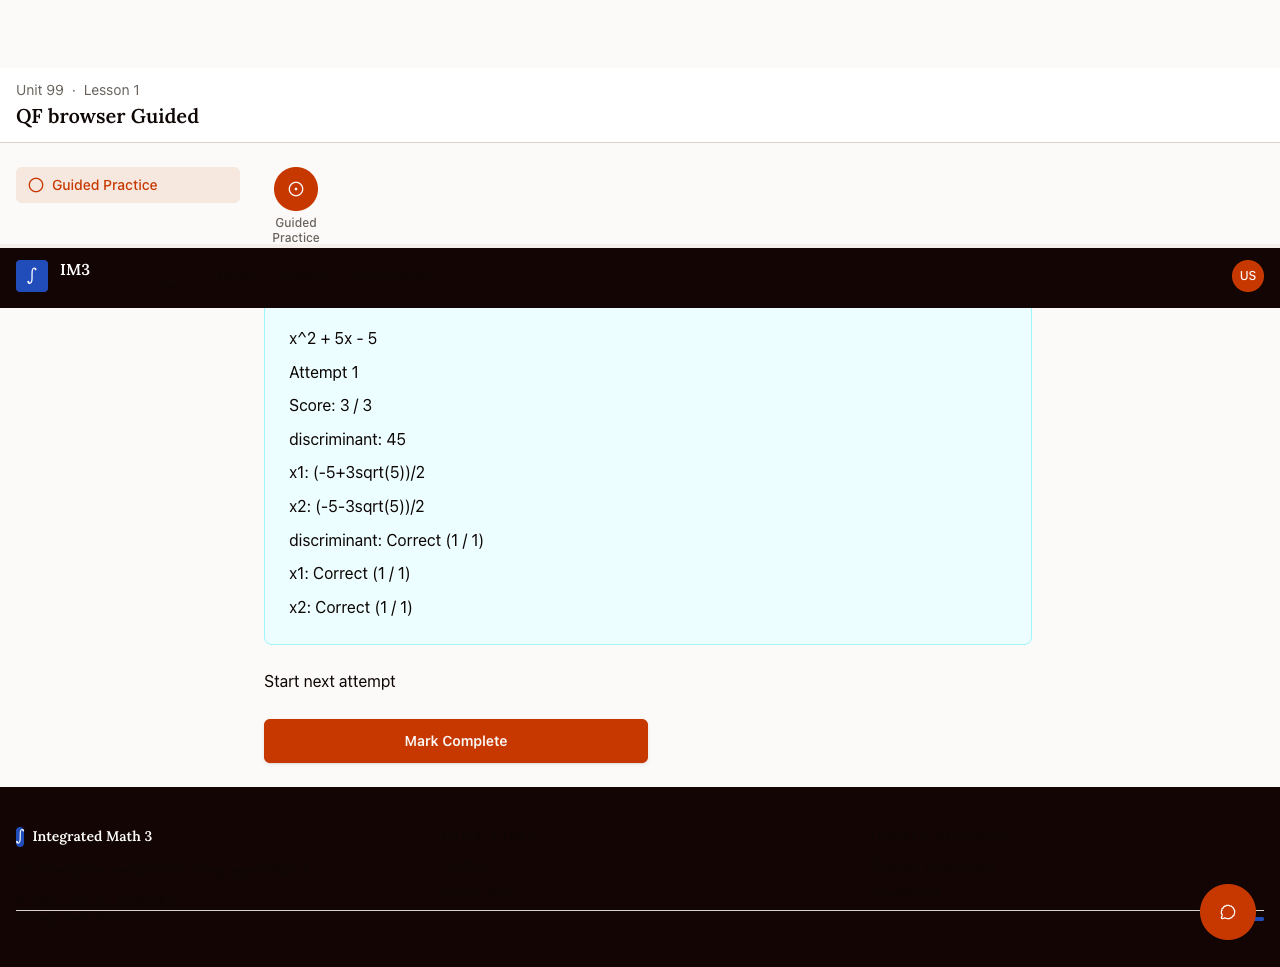 Unit 99 · Lesson 1
QF browser Guided
Guided Practice
Guided
Practice
∫ IM3
US
x^2 + 5x - 5
Attempt 1
Score: 3 / 3
discriminant: 45
x1: (-5+3sqrt(5))/2
x2: (-5-3sqrt(5))/2
discriminant: Correct (1 / 1)
x1: Correct (1 / 1)
x2: Correct (1 / 1)
Start next attempt
Mark Complete
∫ Integrated Math 3